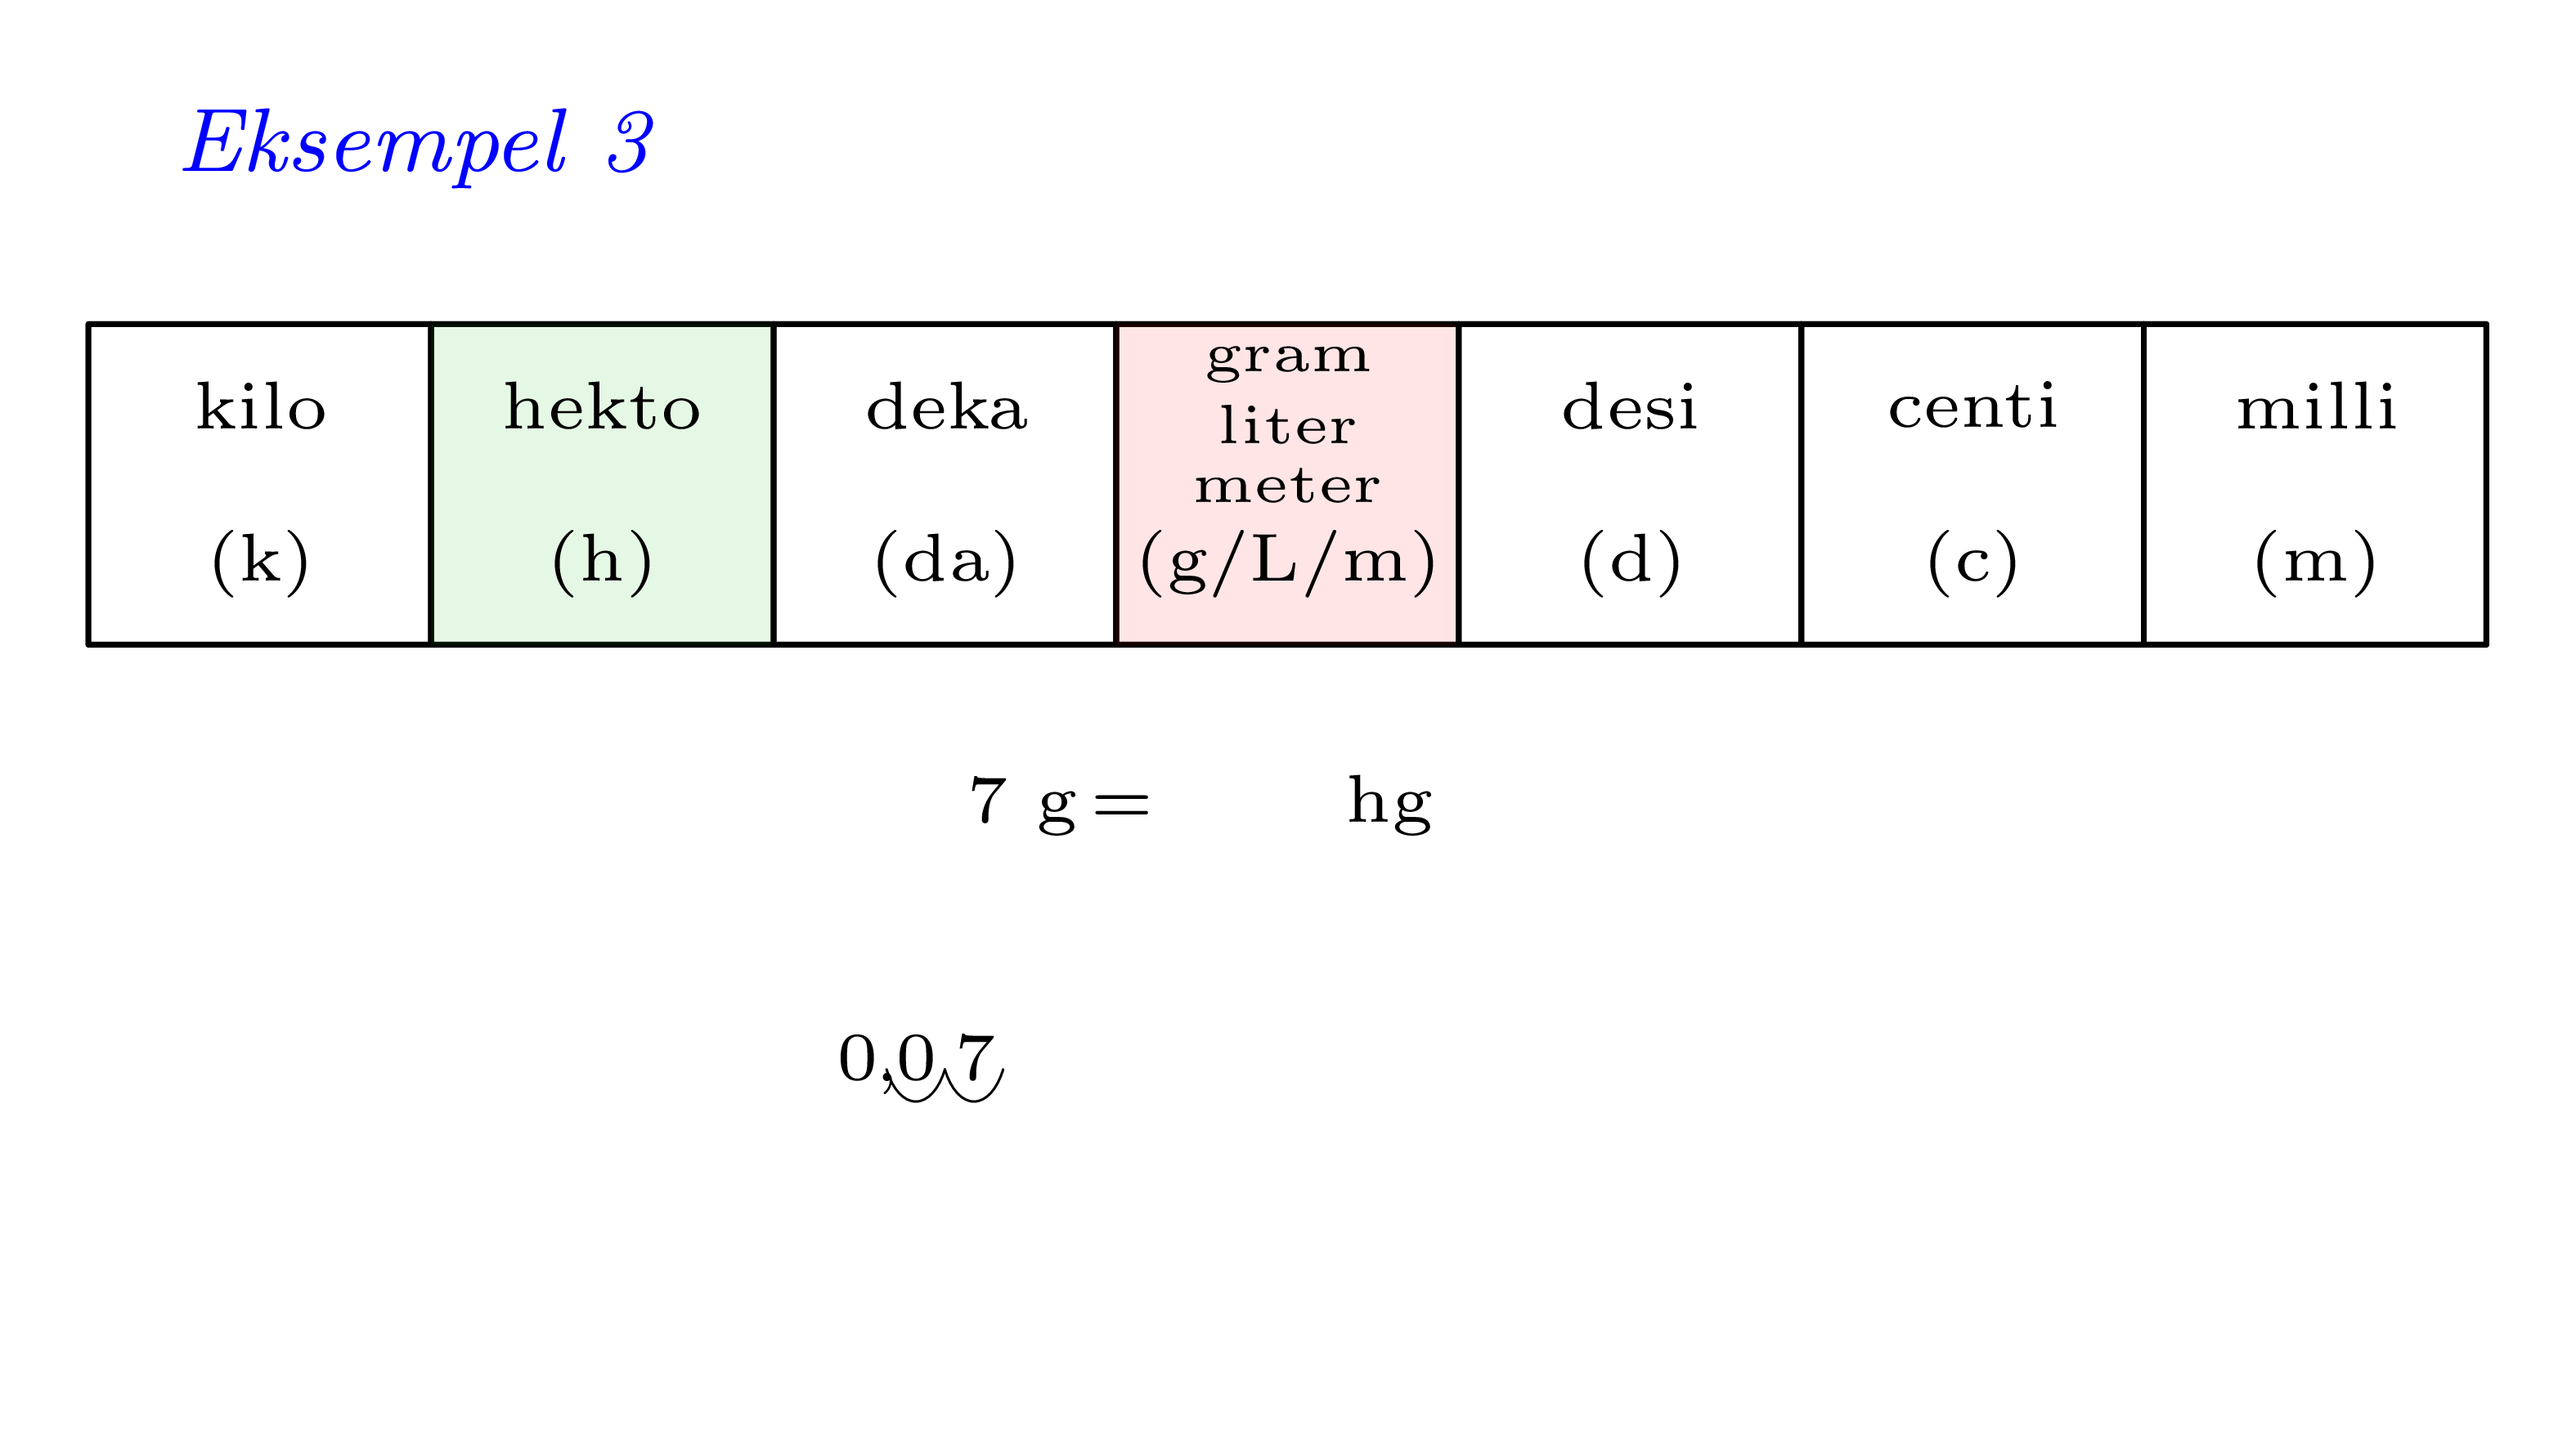 Eksempel 3
kilo hekto deka gram liter meter desi centi milli
(k) (h) (da) (g/L/m) (d) (c) (m)
7 g = hg
0,0 7